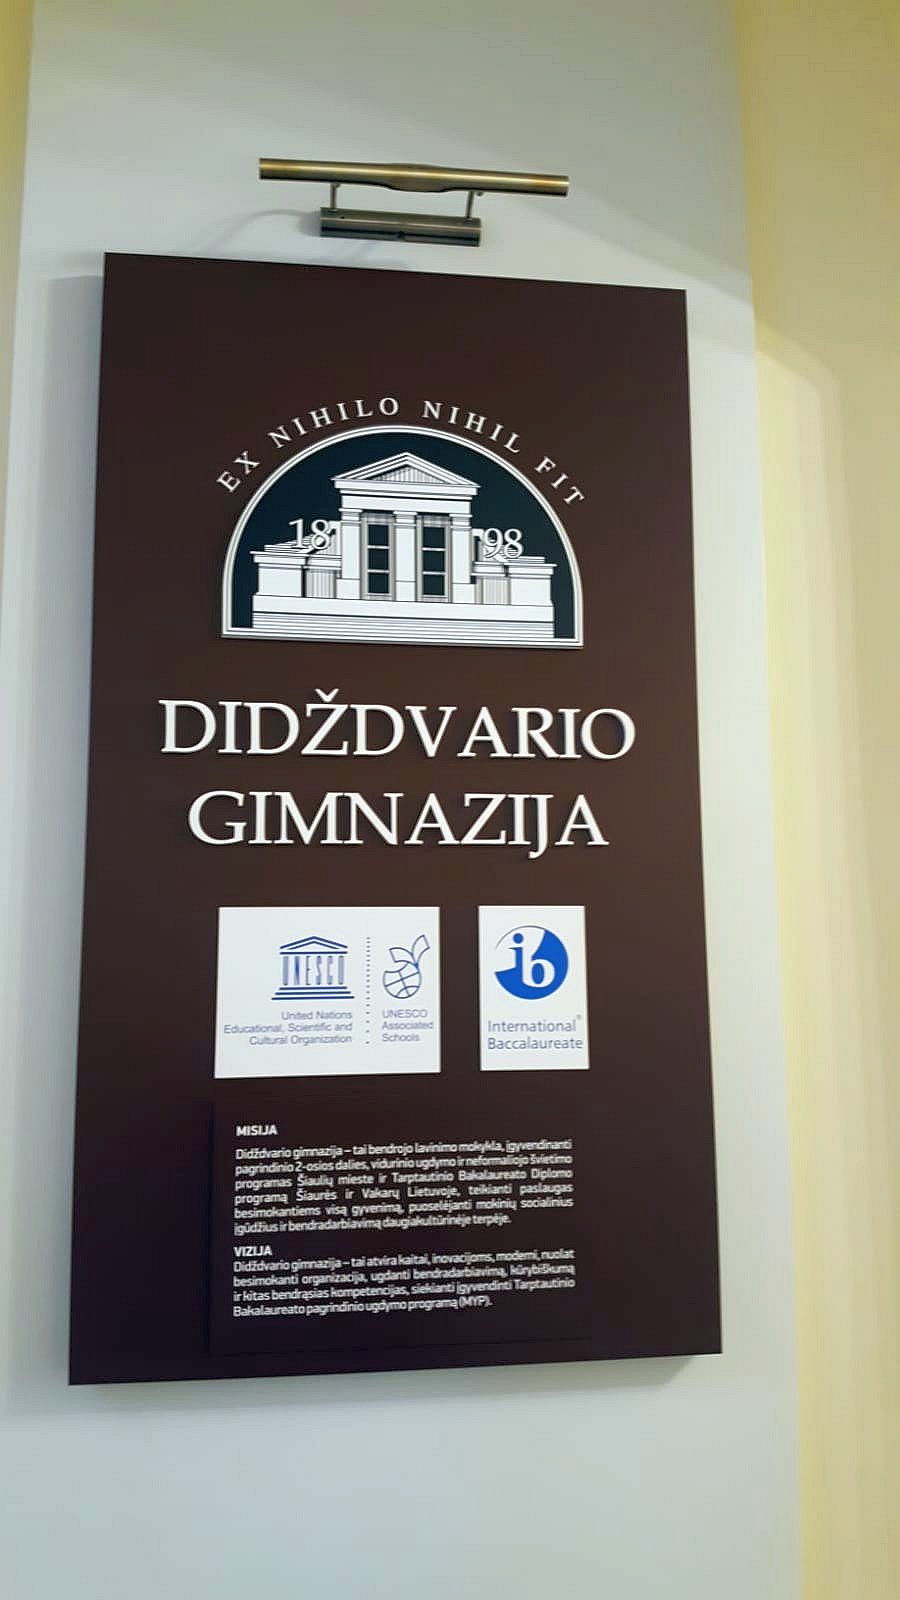 EX NIHILO NIHIL FIT
18 98
DIDŽDVARIO
GIMNAZIJA
UNESCO
United Nations
Educational, Scientific and
Cultural Organization
UNESCO
Associated
Schools
ib
International®
Baccalaureate
MISIJA
Didždvario gimnazija – tai bendrojo lavinimo mokykla, įgyvendinanti
pagrindinio 2-osios dalies, vidurinio ugdymo ir neformaliojo švietimo
programas Šiaulių mieste ir Tarptautinio Bakalaureato Diplomo
programą Šiaurės ir Vakarų Lietuvoje, teikianti paslaugas
besimokantiems visą gyvenimą, puoselėjanti mokinių socialinius
įgūdžius ir bendradarbiavimą daugiakultūrinėje terpėje.
VIZIJA
Didždvario gimnazija – tai atvira kaitai, inovacijoms, moderni, nuolat
besimokanti organizacija, ugdanti bendradarbiavimą, kūrybiškumą
ir kitas bendrąsias kompetencijas, siekianti įgyvendinti Tarptautinio
Bakalaureato pagrindinio ugdymo programą (MYP).